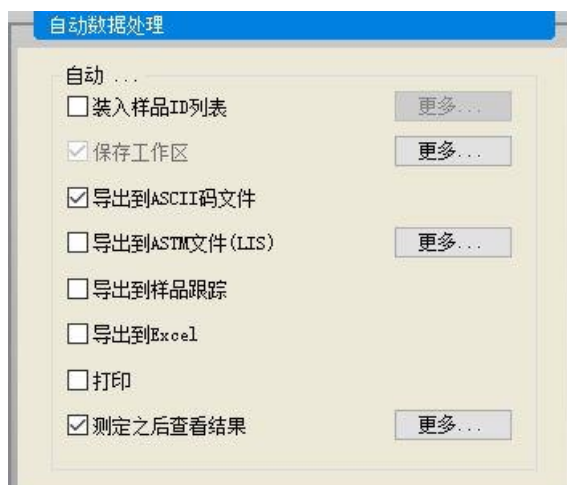 自动数据处理
自动 ...
装入样品ID列表 更多...
保存工作区 更多...
导出到ASCII码文件
导出到ASTM文件(LIS) 更多...
导出到样品跟踪
导出到Excel
打印
测定之后查看结果 更多...